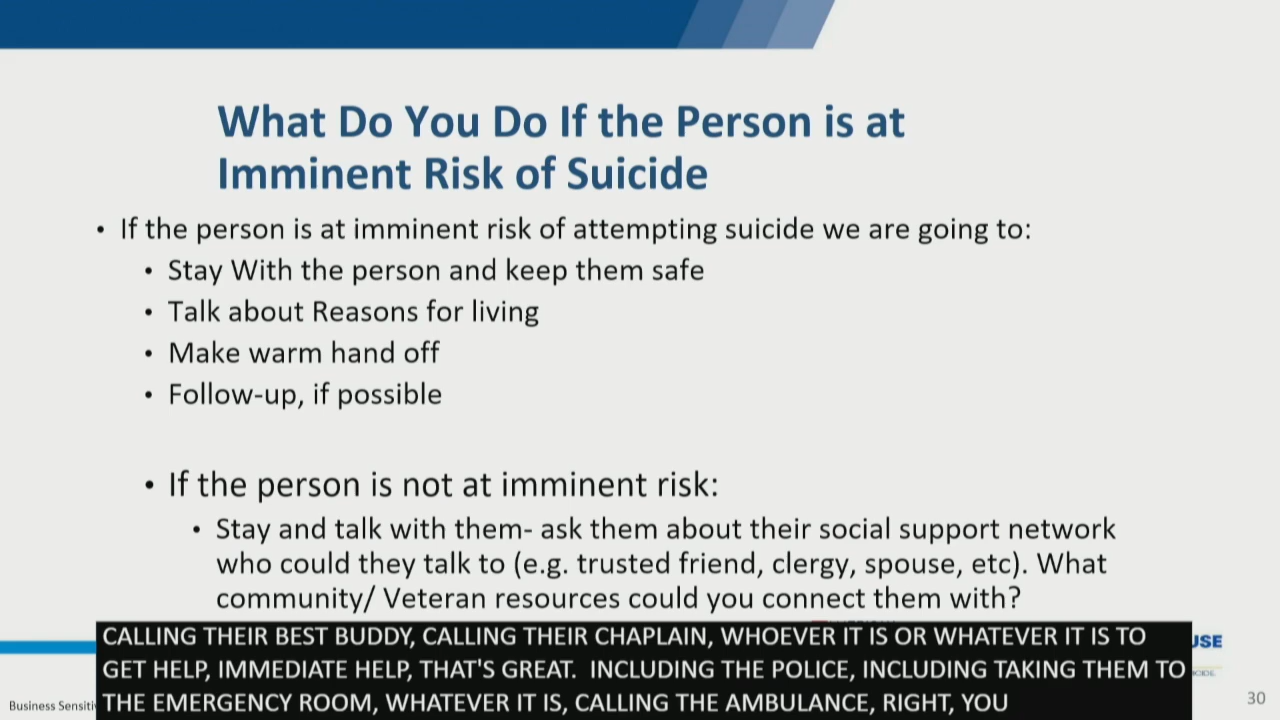 What Do You Do If the Person is at
Imminent Risk of Suicide
• If the person is at imminent risk of attempting suicide we are going to:
• Stay With the person and keep them safe
• Talk about Reasons for living
• Make warm hand off
• Follow-up, if possible
• If the person is not at imminent risk:
• Stay and talk with them- ask them about their social support network
who could they talk to (e.g. trusted friend, clergy, spouse, etc). What
community/ Veteran resources could you connect them with?
CALLING THEIR BEST BUDDY, CALLING THEIR CHAPLAIN, WHOEVER IT IS OR WHATEVER IT IS TO
GET HELP, IMMEDIATE HELP, THAT'S GREAT. INCLUDING THE POLICE, INCLUDING TAKING THEM TO
THE EMERGENCY ROOM, WHATEVER IT IS, CALLING THE AMBULANCE, RIGHT, YOU
Business
30